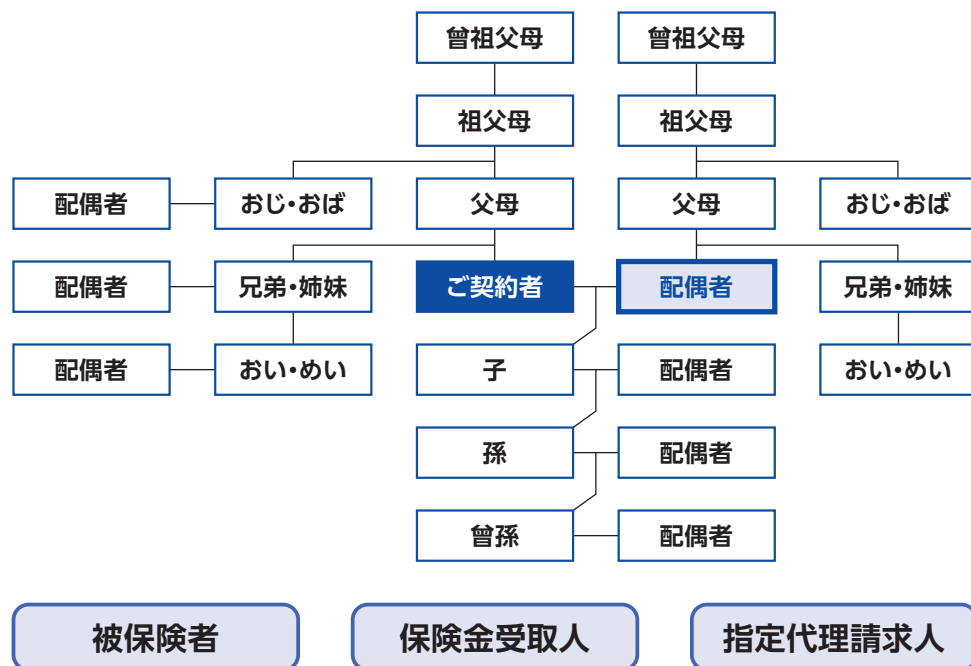 曾祖父母 曾祖父母
祖父母 祖父母
配偶者 おじ・おば 父母 父母 おじ・おば
配偶者 兄弟・姉妹 ご契約者 配偶者 兄弟・姉妹
配偶者 おい・めい 子 配偶者 おい・めい
孫 配偶者
曾孫 配偶者
被保険者 保険金受取人 指定代理請求人